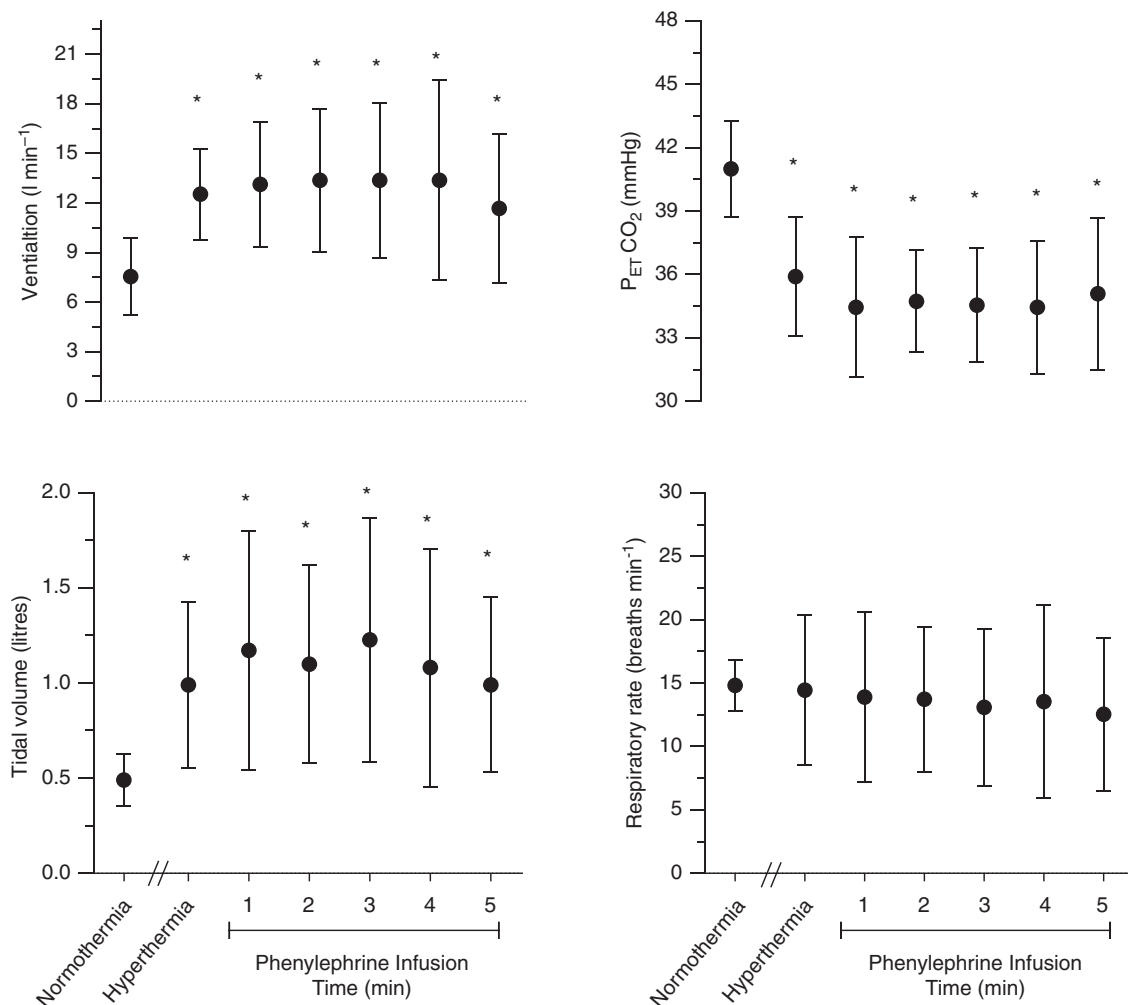 Ventialtion (l min⁻¹)
21
18
15
12
9
6
3
0
* * * * * *
P_ET CO₂ (mmHg)
48
45
42
39
36
33
30
* * * * * *
Tidal volume (litres)
2.0
1.5
1.0
0.5
0.0
* * * * * *
Normothermia
Hyperthermia
1 2 3 4 5
Phenylephrine Infusion
Time (min)
Respiratory rate (breaths min⁻¹)
30
25
20
15
10
5
0
Normothermia
Hyperthermia
1 2 3 4 5
Phenylephrine Infusion
Time (min)